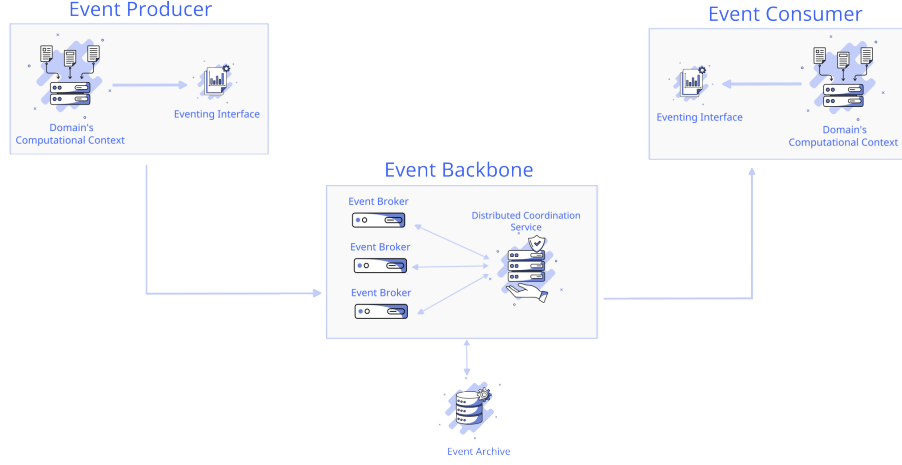 Event Producer
Eventing Interface
Domain's
Computational Context
Event Consumer
Eventing Interface
Domain's
Computational Context
Event Backbone
Event Broker
Event Broker
Event Broker
Distributed Coordination
Service
Event Archive